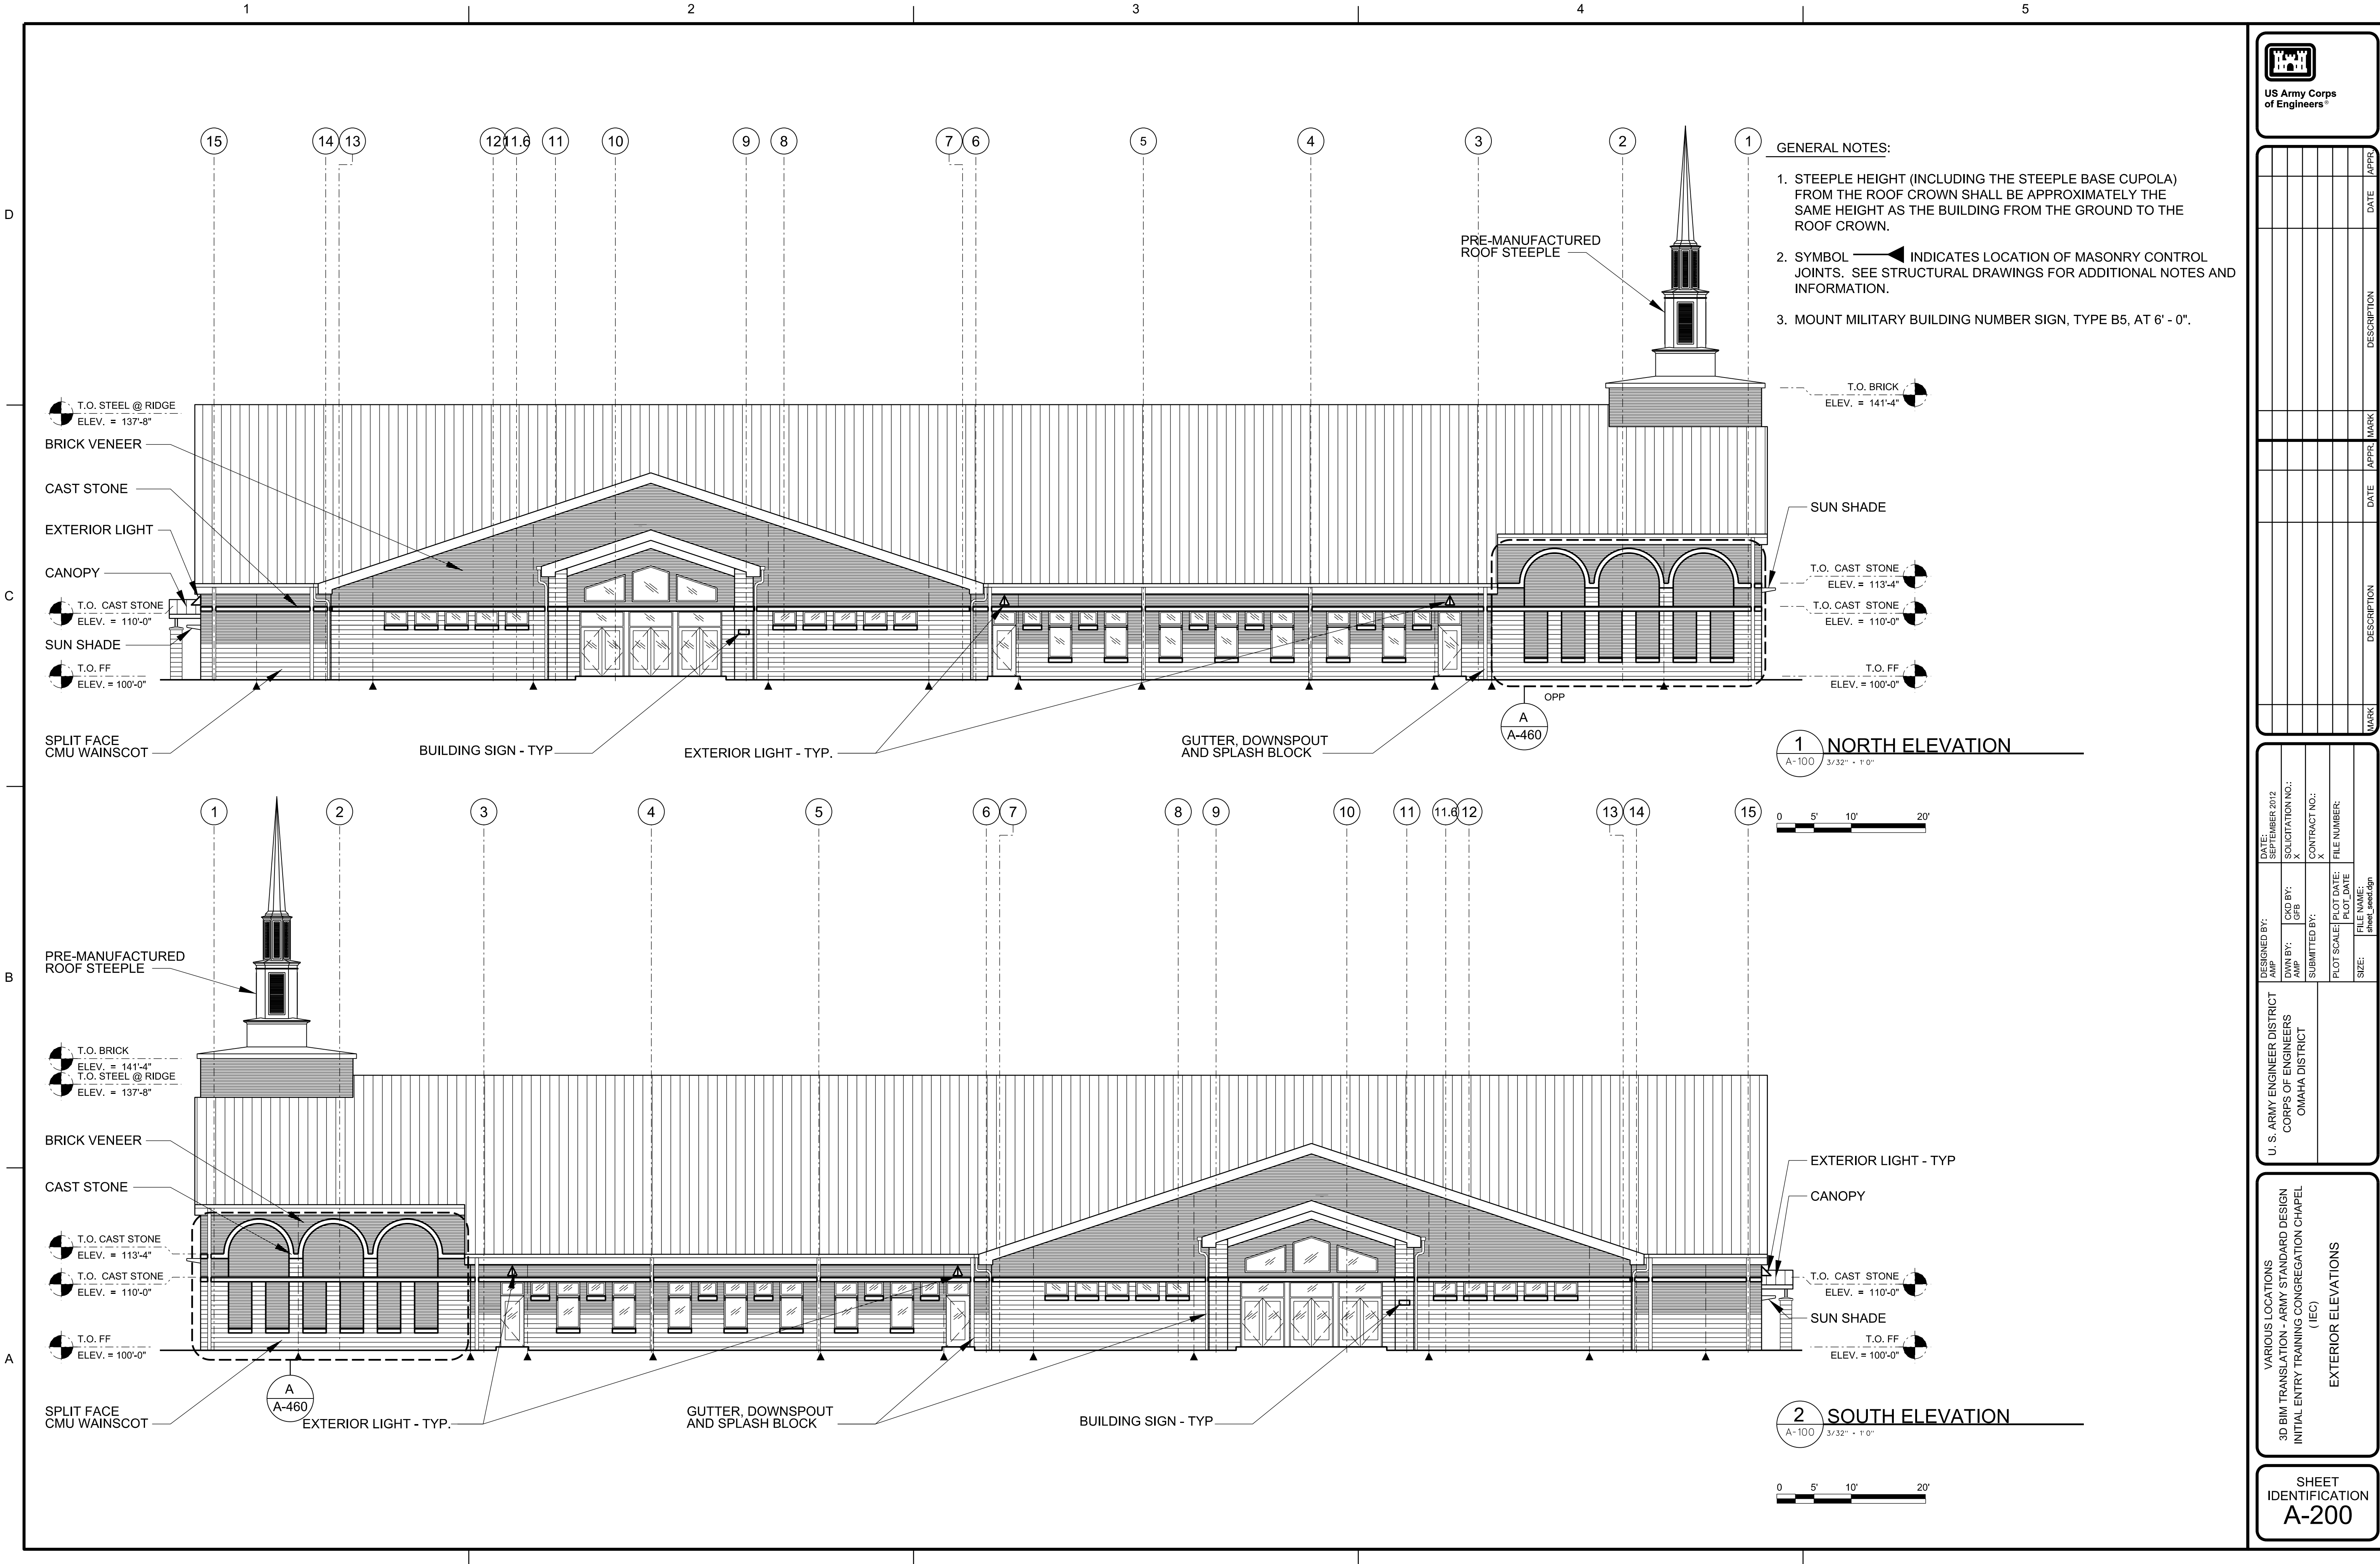 1 2 3 4 5
D
C
B
A
15 14 13 12 11.6 11 10 9 8 7 6 5 4 3 2 1
GENERAL NOTES:
1. STEEPLE HEIGHT (INCLUDING THE STEEPLE BASE CUPOLA)
FROM THE ROOF CROWN SHALL BE APPROXIMATELY THE
SAME HEIGHT AS THE BUILDING FROM THE GROUND TO THE
ROOF CROWN.
2. SYMBOL INDICATES LOCATION OF MASONRY CONTROL
JOINTS. SEE STRUCTURAL DRAWINGS FOR ADDITIONAL NOTES AND
INFORMATION.
3. MOUNT MILITARY BUILDING NUMBER SIGN, TYPE B5, AT 6' - 0".
PRE-MANUFACTURED
ROOF STEEPLE
T.O. STEEL @ RIDGE
ELEV. = 137'-8"
BRICK VENEER
CAST STONE
EXTERIOR LIGHT
CANOPY
T.O. CAST STONE
ELEV. = 110'-0"
SUN SHADE
T.O. FF
ELEV. = 100'-0"
SPLIT FACE
CMU WAINSCOT
BUILDING SIGN - TYP
EXTERIOR LIGHT - TYP.
GUTTER, DOWNSPOUT
AND SPLASH BLOCK
T.O. BRICK
ELEV. = 141'-4"
SUN SHADE
T.O. CAST STONE
ELEV. = 113'-4"
T.O. CAST STONE
ELEV. = 110'-0"
T.O. FF
ELEV. = 100'-0"
OPP
A
A-460
1
A-100
NORTH ELEVATION
3/32" = 1'0"
0 5' 10' 20'
1 2 3 4 5 6 7 8 9 10 11 11.6 12 13 14 15
PRE-MANUFACTURED
ROOF STEEPLE
T.O. BRICK
ELEV. = 141'-4"
T.O. STEEL @ RIDGE
ELEV. = 137'-8"
BRICK VENEER
CAST STONE
T.O. CAST STONE
ELEV. = 113'-4"
T.O. CAST STONE
ELEV. = 110'-0"
T.O. FF
ELEV. = 100'-0"
SPLIT FACE
CMU WAINSCOT
A
A-460
EXTERIOR LIGHT - TYP.
GUTTER, DOWNSPOUT
AND SPLASH BLOCK
BUILDING SIGN - TYP
EXTERIOR LIGHT - TYP
CANOPY
T.O. CAST STONE
ELEV. = 110'-0"
SUN SHADE
T.O. FF
ELEV. = 100'-0"
2
A-100
SOUTH ELEVATION
3/32" = 1'0"
0 5' 10' 20'
US Army Corps
of Engineers®
MARK DESCRIPTION DATE APPR. MARK DESCRIPTION DATE APPR.
DESIGNED BY:
AMP
DATE:
SEPTEMBER 2012
DWN BY:
AMP
CKD BY:
GFB
SOLICITATION NO.:
X
SUBMITTED BY:
CONTRACT NO.:
X
PLOT SCALE:
PLOT DATE:
PLOT_DATE
FILE NUMBER:
SIZE:
FILE NAME:
sheet_seed.dgn
U. S. ARMY ENGINEER DISTRICT
CORPS OF ENGINEERS
OMAHA DISTRICT
VARIOUS LOCATIONS
3D BIM TRANSLATION - ARMY STANDARD DESIGN
INITIAL ENTRY TRAINING CONGREGATION CHAPEL
( IEC)
EXTERIOR ELEVATIONS
SHEET
IDENTIFICATION
A-200